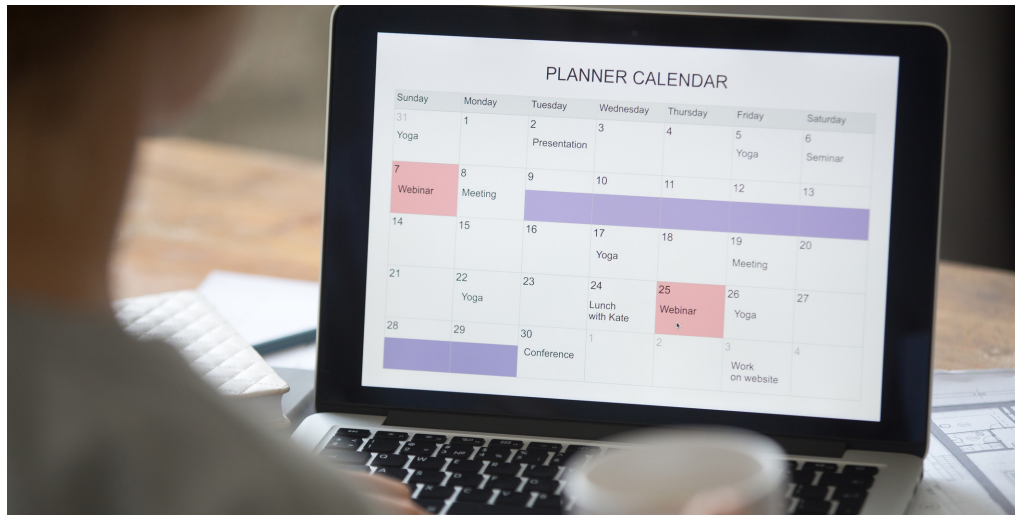 PLANNER CALENDAR
Sunday Monday Tuesday Wednesday Thursday Friday Saturday
31 1 2 3 4 5 6
Yoga Presentation Yoga Seminar
7 8 9 10 11 12 13
Webinar Meeting
14 15 16 17 18 19 20
Yoga Meeting
21 22 23 24 25 26 27
Yoga Lunch Webinar Yoga
with Kate
28 29 30 1 2 3 4
Conference Work
on website